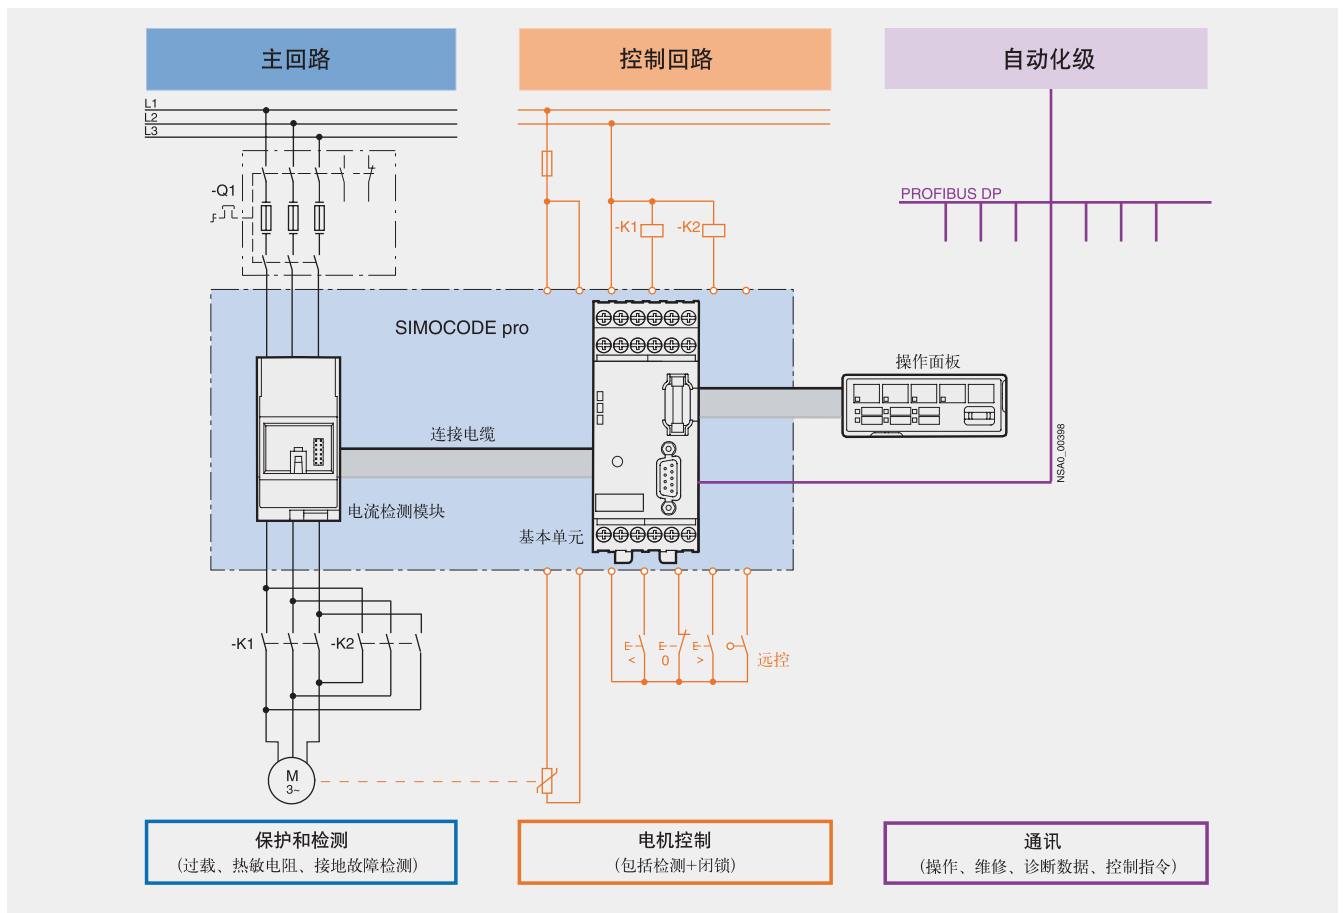 主回路
控制回路
自动化级
L1
L2
L3
-Q1
PROFIBUS DP
-K1
-K2
SIMOCODE pro
操作面板
连接电缆
NSA0_00398
电流检测模块
基本单元
-K1
-K2
E
<
E
0
E
>
远控
M
3~
保护和检测
(过载、热敏电阻、接地故障检测)
电机控制
(包括检测+闭锁)
通讯
(操作、维修、诊断数据、控制指令)